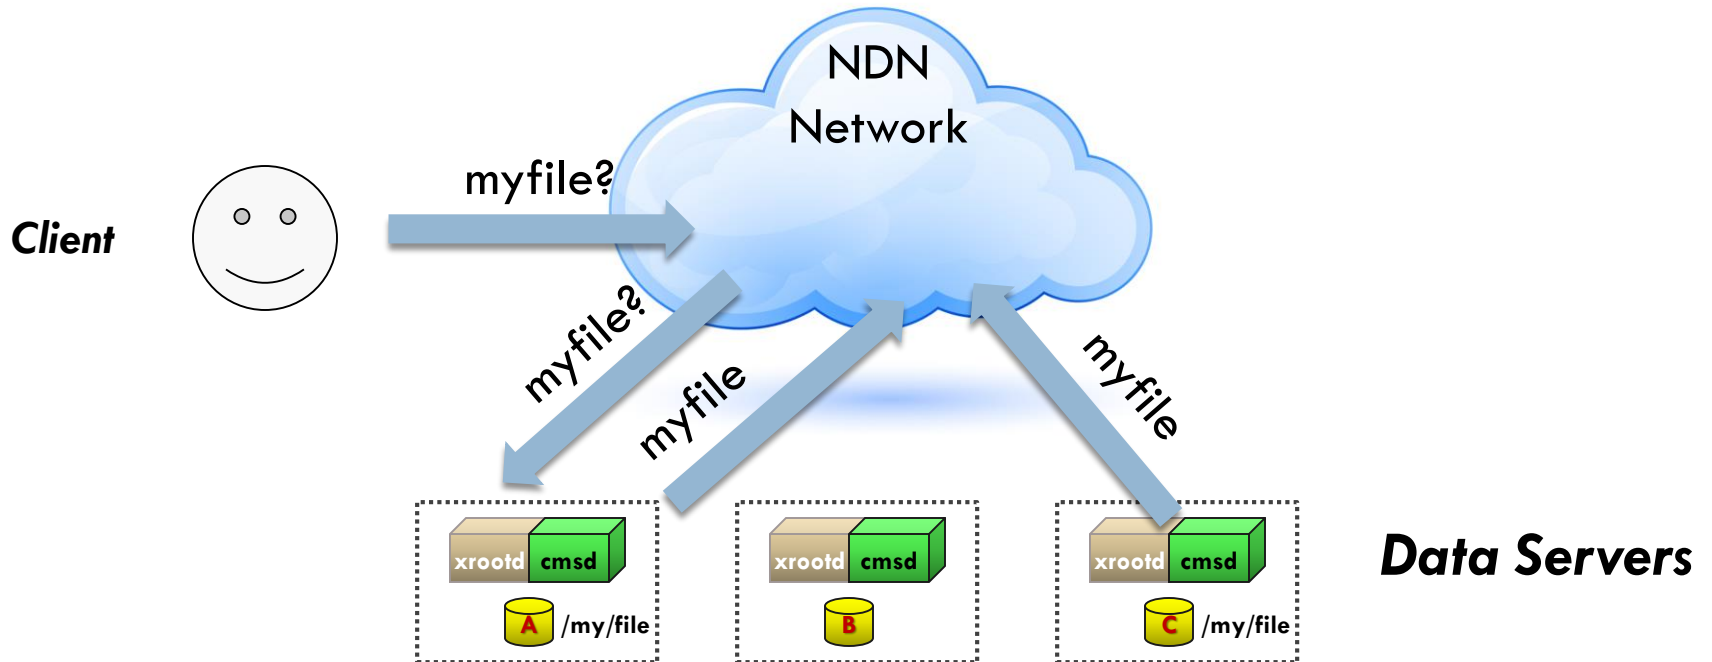 NDN
Network
myfile?
Client
myfile?
myfile
myfile
xrootd cmsd
xrootd cmsd
xrootd cmsd
Data Servers
A /my/file
B
C /my/file